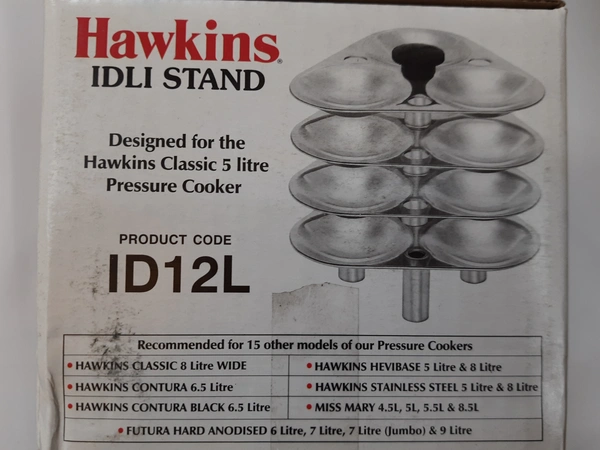 Hawkins
IDLI STAND
Designed for the
Hawkins Classic 5 litre
Pressure Cooker
PRODUCT CODE
ID12L
Recommended for 15 other models of our Pressure Cookers
• HAWKINS CLASSIC 8 Litre WIDE
• HAWKINS HEVIBASE 5 Litre & 8 Litre
• HAWKINS CONTURA 6.5 Litre
• HAWKINS STAINLESS STEEL 5 Litre & 8 Litre
• HAWKINS CONTURA BLACK 6.5 Litre
• MISS MARY 4.5L, 5L, 5.5L & 8.5L
• FUTURA HARD ANODISED 6 Litre, 7 Litre, 7 Litre (Jumbo) & 9 Litre